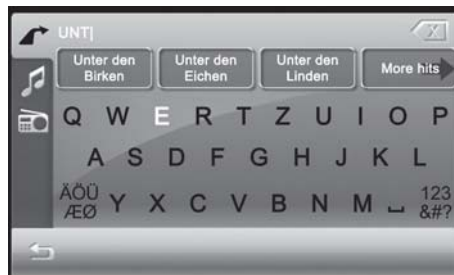 UNT
Unter den Birken
Unter den Eichen
Unter den Linden
More hits
Q W E R T Z U I O P
A S D F G H J K L
ÄÖÜ
ÆØ
Y X C V B N M
123
&#?